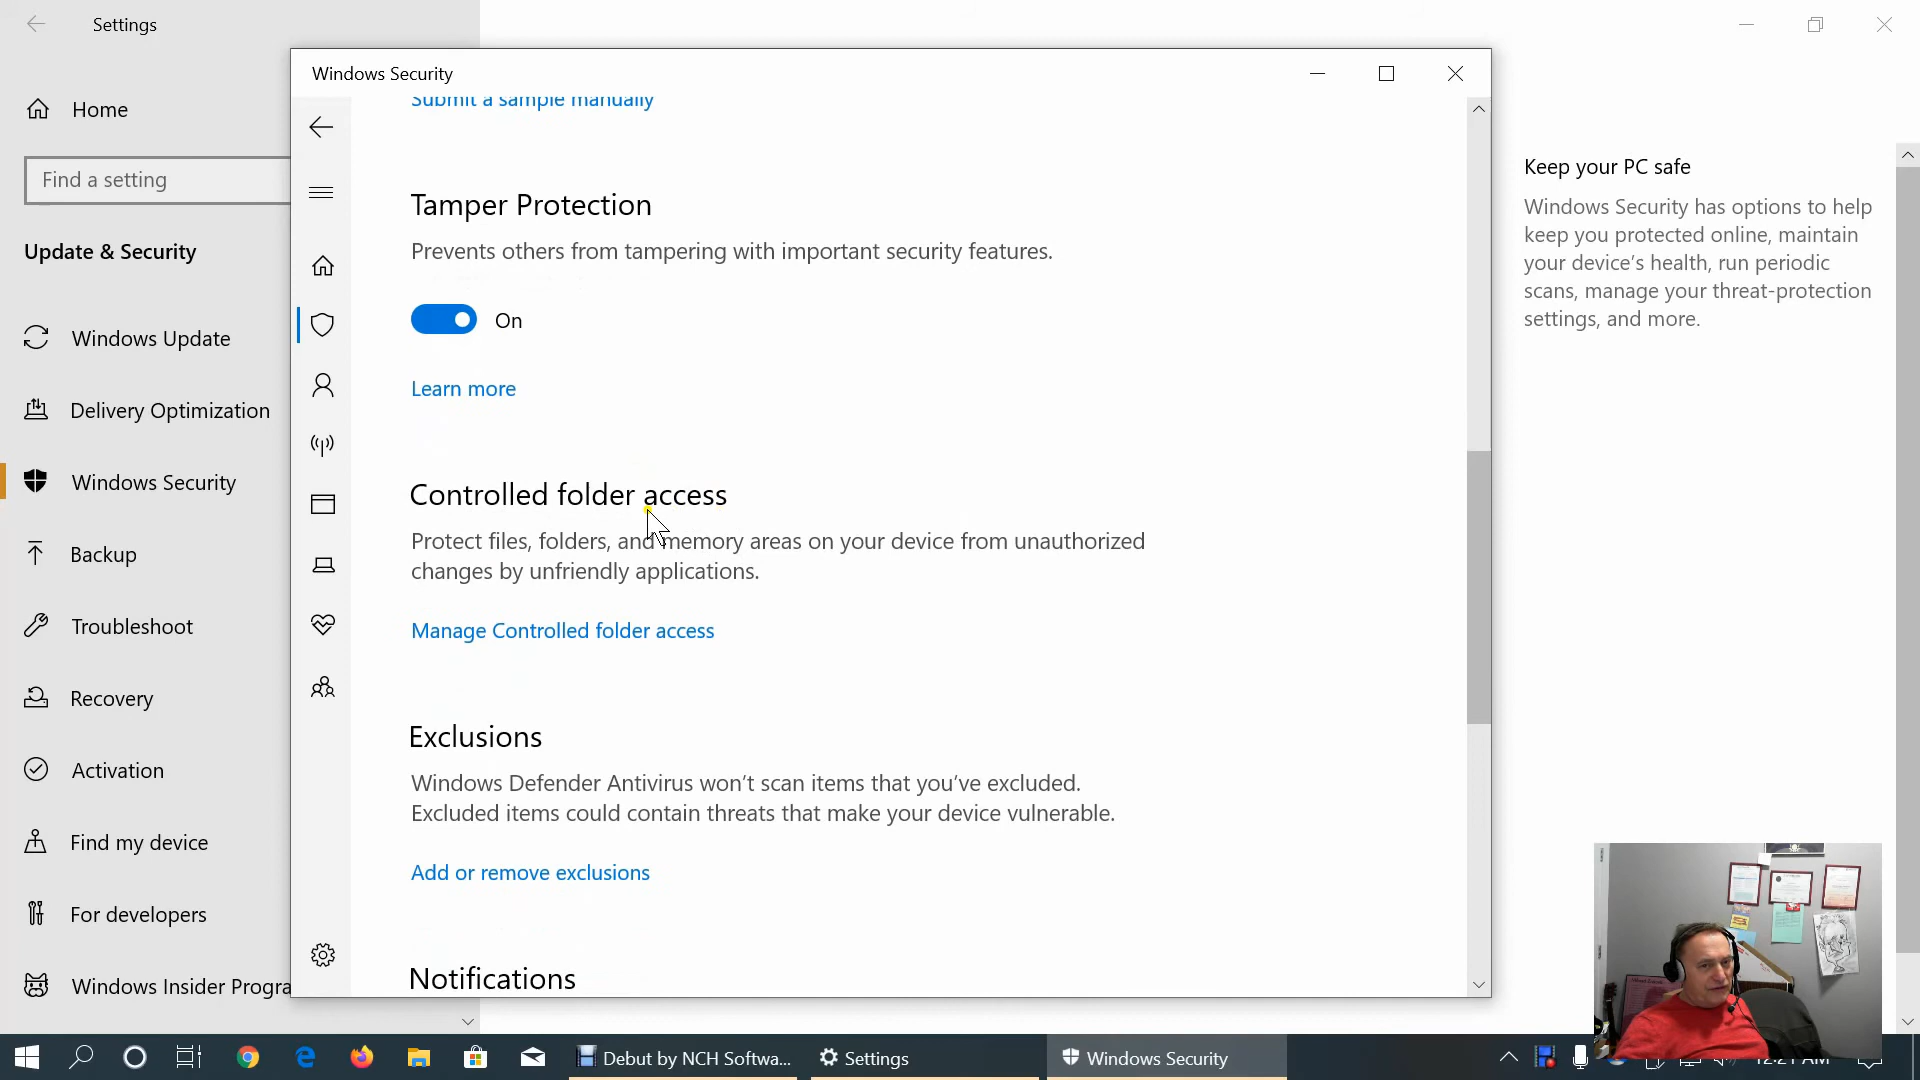 Settings
Home
Find a setting
Update & Security
Windows Update
Delivery Optimization
Windows Security
Backup
Troubleshoot
Recovery
Activation
Find my device
For developers
Windows Insider Progra
Windows Security
Submit a sample manually
Tamper Protection
Prevents others from tampering with important security features.
On
Learn more
Controlled folder access
Protect files, folders, and memory areas on your device from unauthorized
changes by unfriendly applications.
Manage Controlled folder access
Exclusions
Windows Defender Antivirus won’t scan items that you’ve excluded.
Excluded items could contain threats that make your device vulnerable.
Add or remove exclusions
Notifications
Keep your PC safe
Windows Security has options to help
keep you protected online, maintain
your device’s health, run periodic
scans, manage your threat-protection
settings, and more.
Debut by NCH Softwa...
Settings
Windows Security